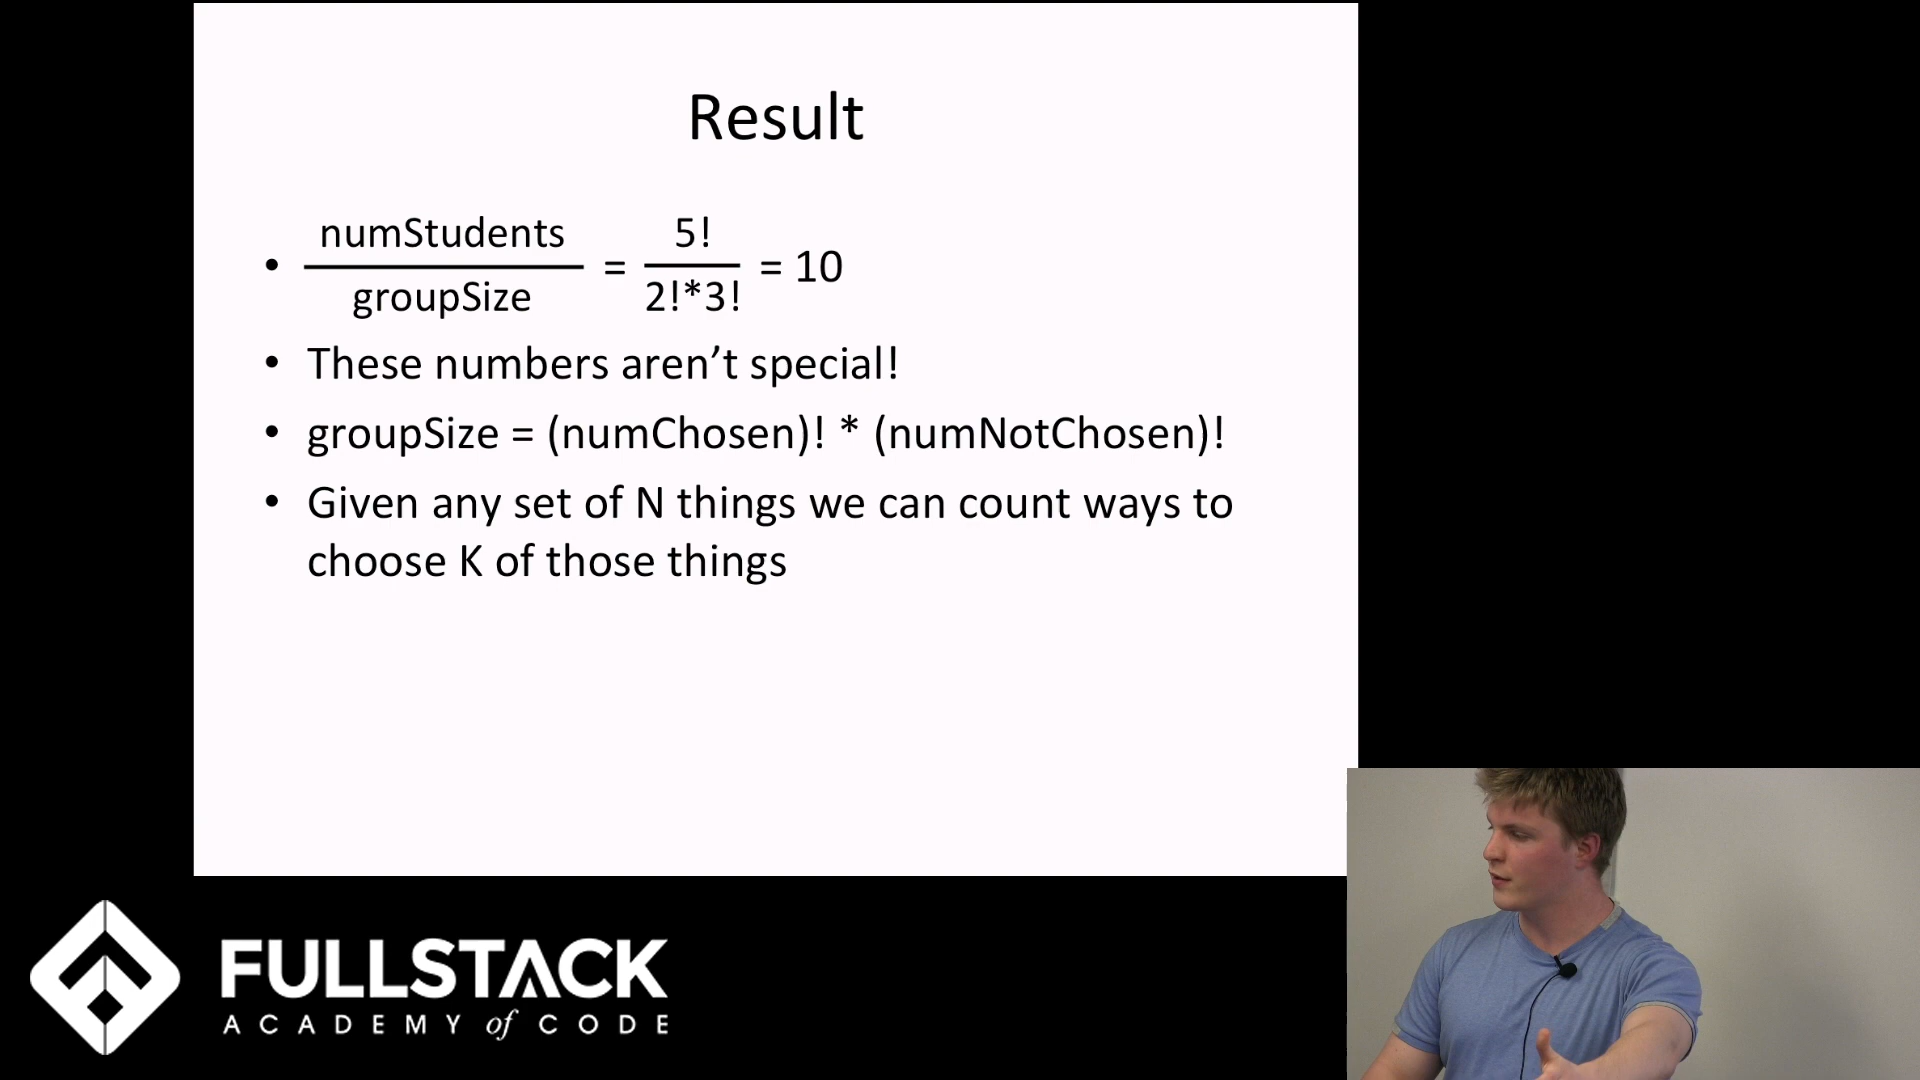 Result
• numStudents / groupSize = 5! / 2!*3! = 10
• These numbers aren’t special!
• groupSize = (numChosen)! * (numNotChosen)!
• Given any set of N things we can count ways to
choose K of those things
FULLSTACK
ACADEMY of CODE